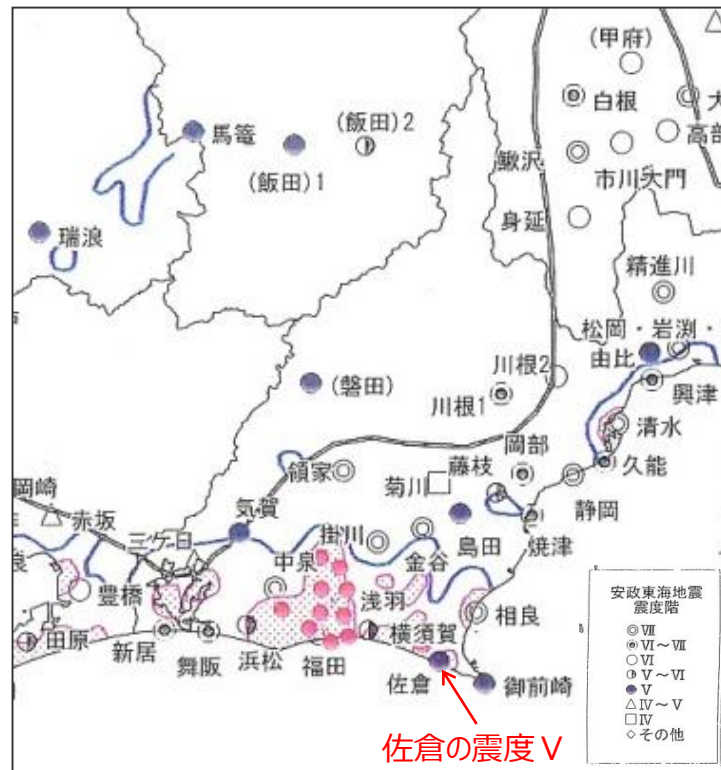 (甲府)
白根
大
高部
馬篭
(飯田)1
(飯田)2
鰍沢
市川大門
身延
瑞浪
精進川
松岡・岩渕・
由比
川根2
(磐田)
川根1
興津
清水
岡部
領家
菊川
藤枝
久能
静岡
岡崎
赤坂
三ケ日
気賀
掛川
島田
焼津
中泉
金谷
豊橋
浅羽
相良
田原
新居
舞阪
浜松
福田
横須賀
佐倉
御前崎
佐倉の震度Ⅴ
安政東海地震
震度階
◎Ⅶ
Ⅵ~Ⅶ
○Ⅵ
Ⅴ~Ⅵ
●Ⅴ
△Ⅳ~Ⅴ
□Ⅳ
◇その他